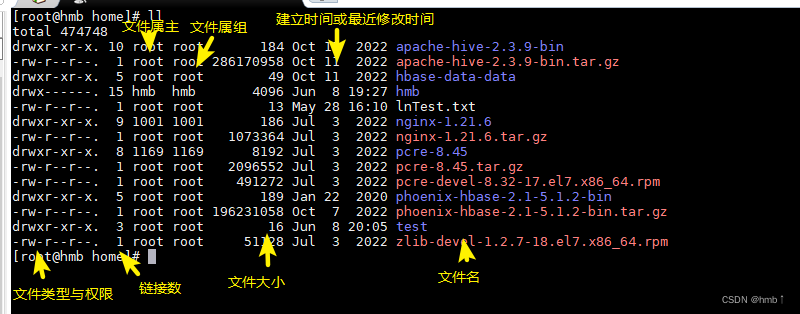 [root@hmb home]# ll
文件属主 文件属组 建立时间或最近修改时间
total 474748
drwxr-xr-x. 10 root root 184 Oct 2022 apache-hive-2.3.9-bin
-rw-r--r--. 1 root root 286170958 Oct 11 2022 apache-hive-2.3.9-bin.tar.gz
drwxr-xr-x. 5 root root 49 Oct 11 2022 hbase-data-data
drwx------. 15 hmb hmb 4096 Jun 8 19:27 hmb
-rw-r--r--. 1 root root 13 May 28 16:10 lnTest.txt
drwxr-xr-x. 9 1001 1001 186 Jul 3 2022 nginx-1.21.6
-rw-r--r--. 1 root root 1073364 Jul 3 2022 nginx-1.21.6.tar.gz
drwxr-xr-x. 8 1169 1169 8192 Jul 3 2022 pcre-8.45
-rw-r--r--. 1 root root 2096552 Jul 3 2022 pcre-8.45.tar.gz
-rw-r--r--. 1 root root 491272 Jul 3 2022 pcre-devel-8.32-17.el7.x86_64.rpm
drwxr-xr-x. 5 root root 189 Jan 22 2020 phoenix-hbase-2.1-5.1.2-bin
-rw-r--r--. 1 root root 196231058 Oct 7 2022 phoenix-hbase-2.1-5.1.2-bin.tar.gz
drwxr-xr-x. 3 root root 16 Jun 8 20:05 test
-rw-r--r--. 1 root root Jul 3 2022 zlib-devel-1.2.7-18.el7.x86_64.rpm
[root@hmb home]#
文件类型与权限 链接数 文件大小 文件名
CSDN @hmb↑